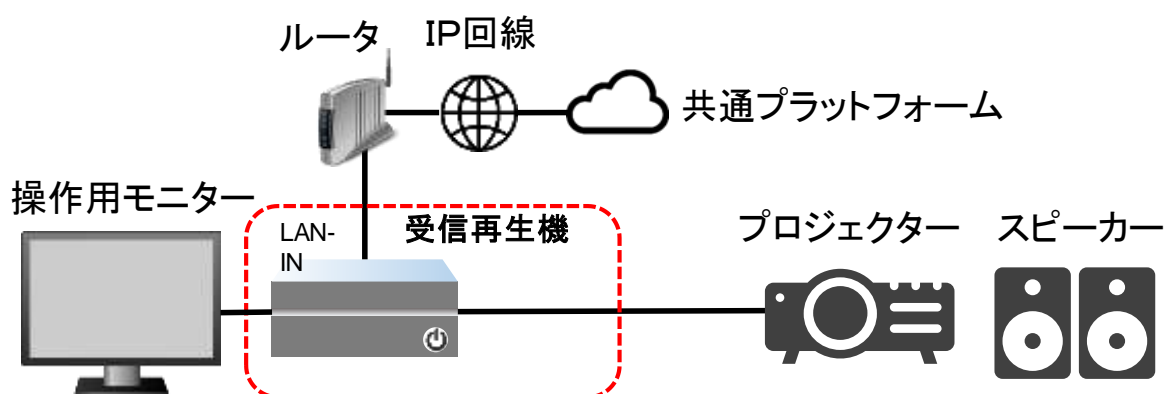 ルータ
IP回線
共通プラットフォーム
操作用モニター
LAN-
IN
受信再生機
プロジェクター
スピーカー